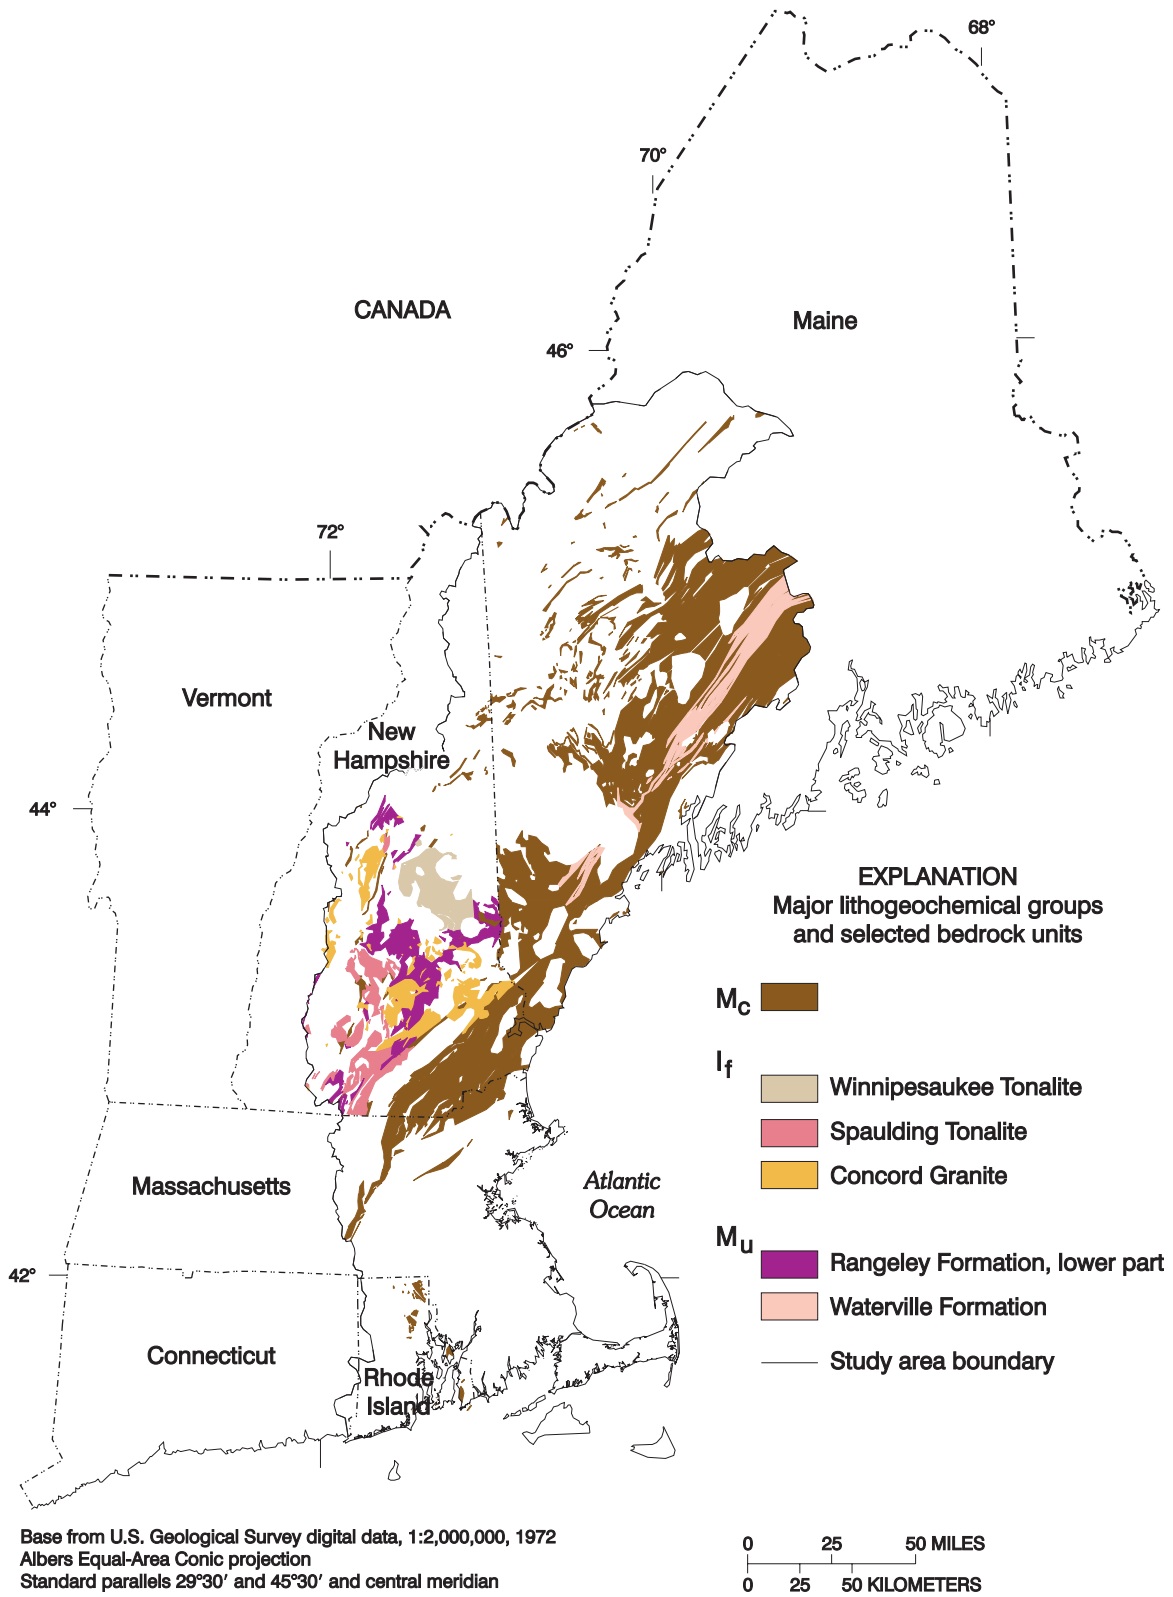 68°
70°
CANADA
Maine
46°
72°
Vermont
New
Hampshire
44°
EXPLANATION
Major lithogeochemical groups
and selected bedrock units
Mc
If
Winnipesaukee Tonalite
Spaulding Tonalite
Concord Granite
Massachusetts
Atlantic
Ocean
Mu
42°
Rangeley Formation, lower part
Waterville Formation
Connecticut
Study area boundary
Rhode
Island
Base from U.S. Geological Survey digital data, 1:2,000,000, 1972
Albers Equal-Area Conic projection
Standard parallels 29°30′ and 45°30′ and central meridian
0 25 50 MILES
0 25 50 KILOMETERS